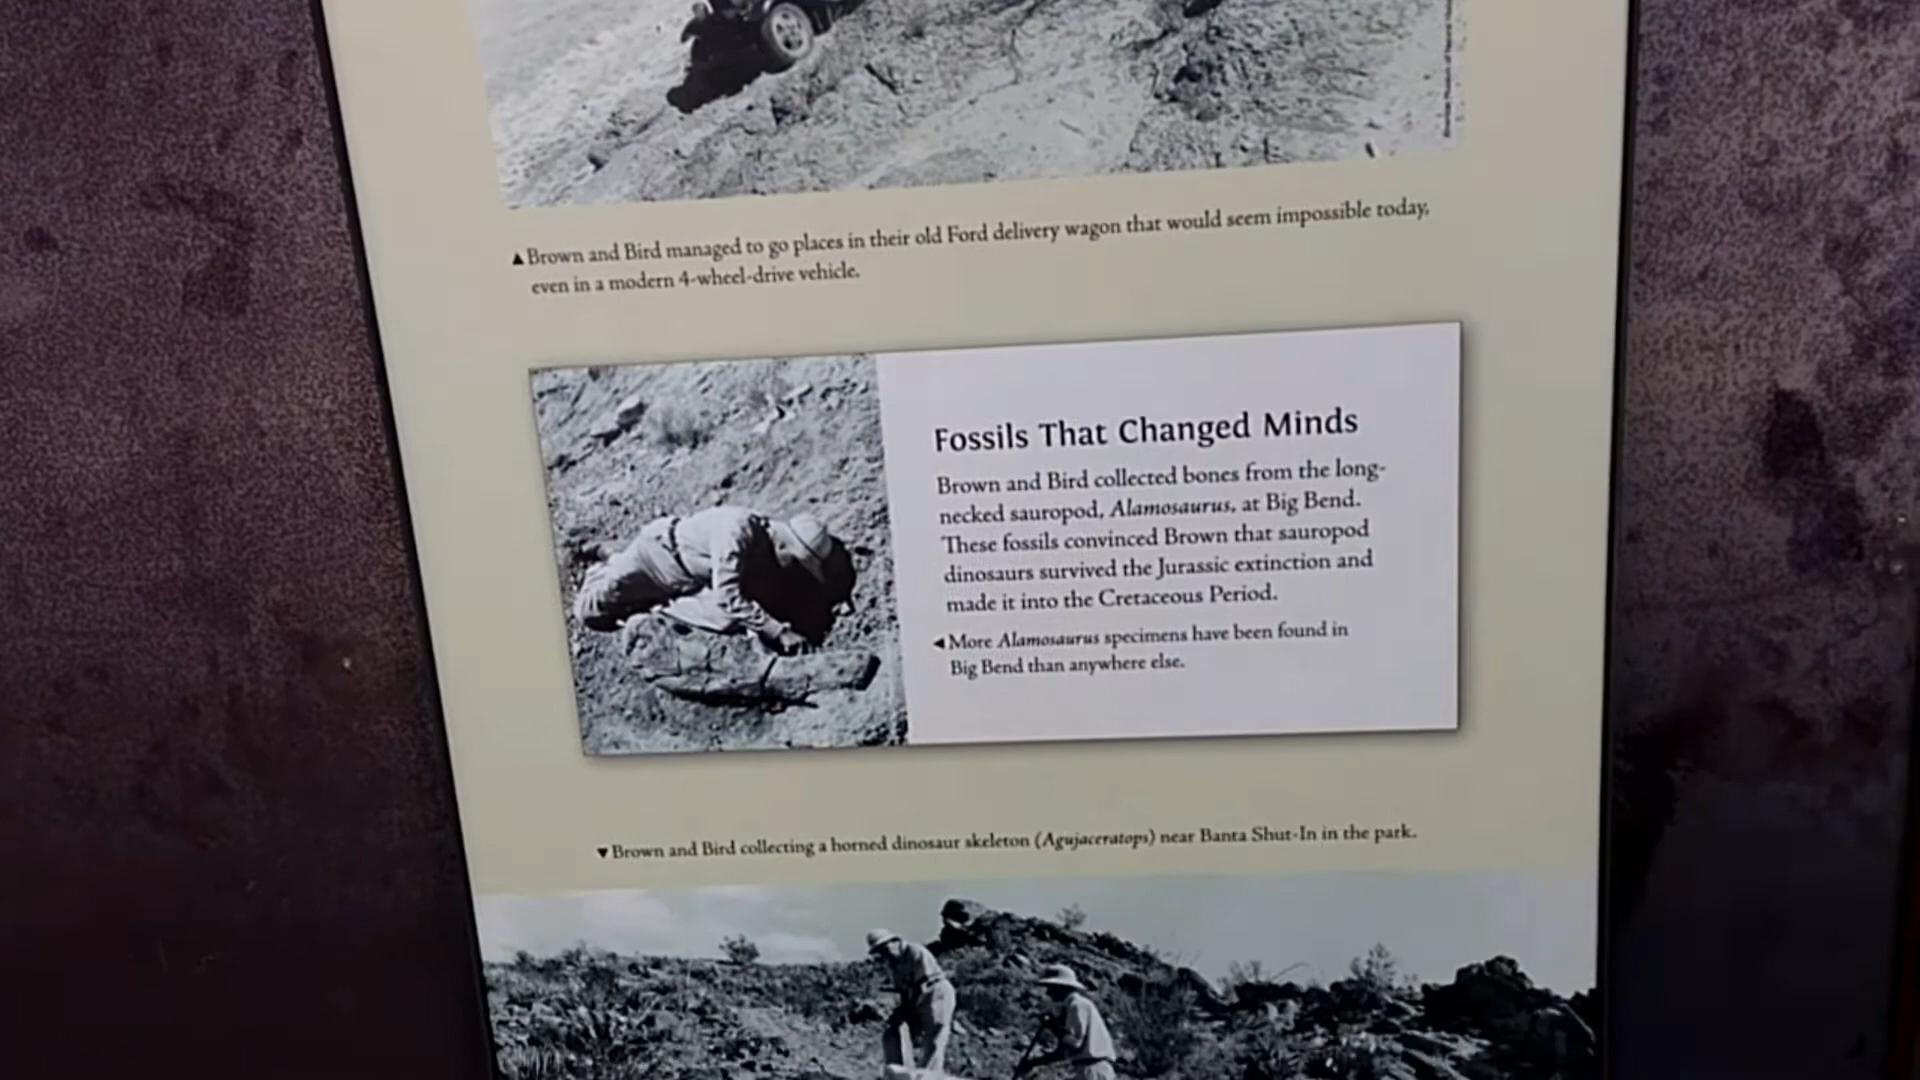 ▲Brown and Bird managed to go places in their old Ford delivery wagon that would seem impossible today,
even in a modern 4-wheel-drive vehicle.
Fossils That Changed Minds
Brown and Bird collected bones from the long-
necked sauropod, Alamosaurus, at Big Bend.
These fossils convinced Brown that sauropod
dinosaurs survived the Jurassic extinction and
made it into the Cretaceous Period.
◄More Alamosaurus specimens have been found in
Big Bend than anywhere else.
▼Brown and Bird collecting a horned dinosaur skeleton (Agujaceratops) near Banta Shut-In in the park.